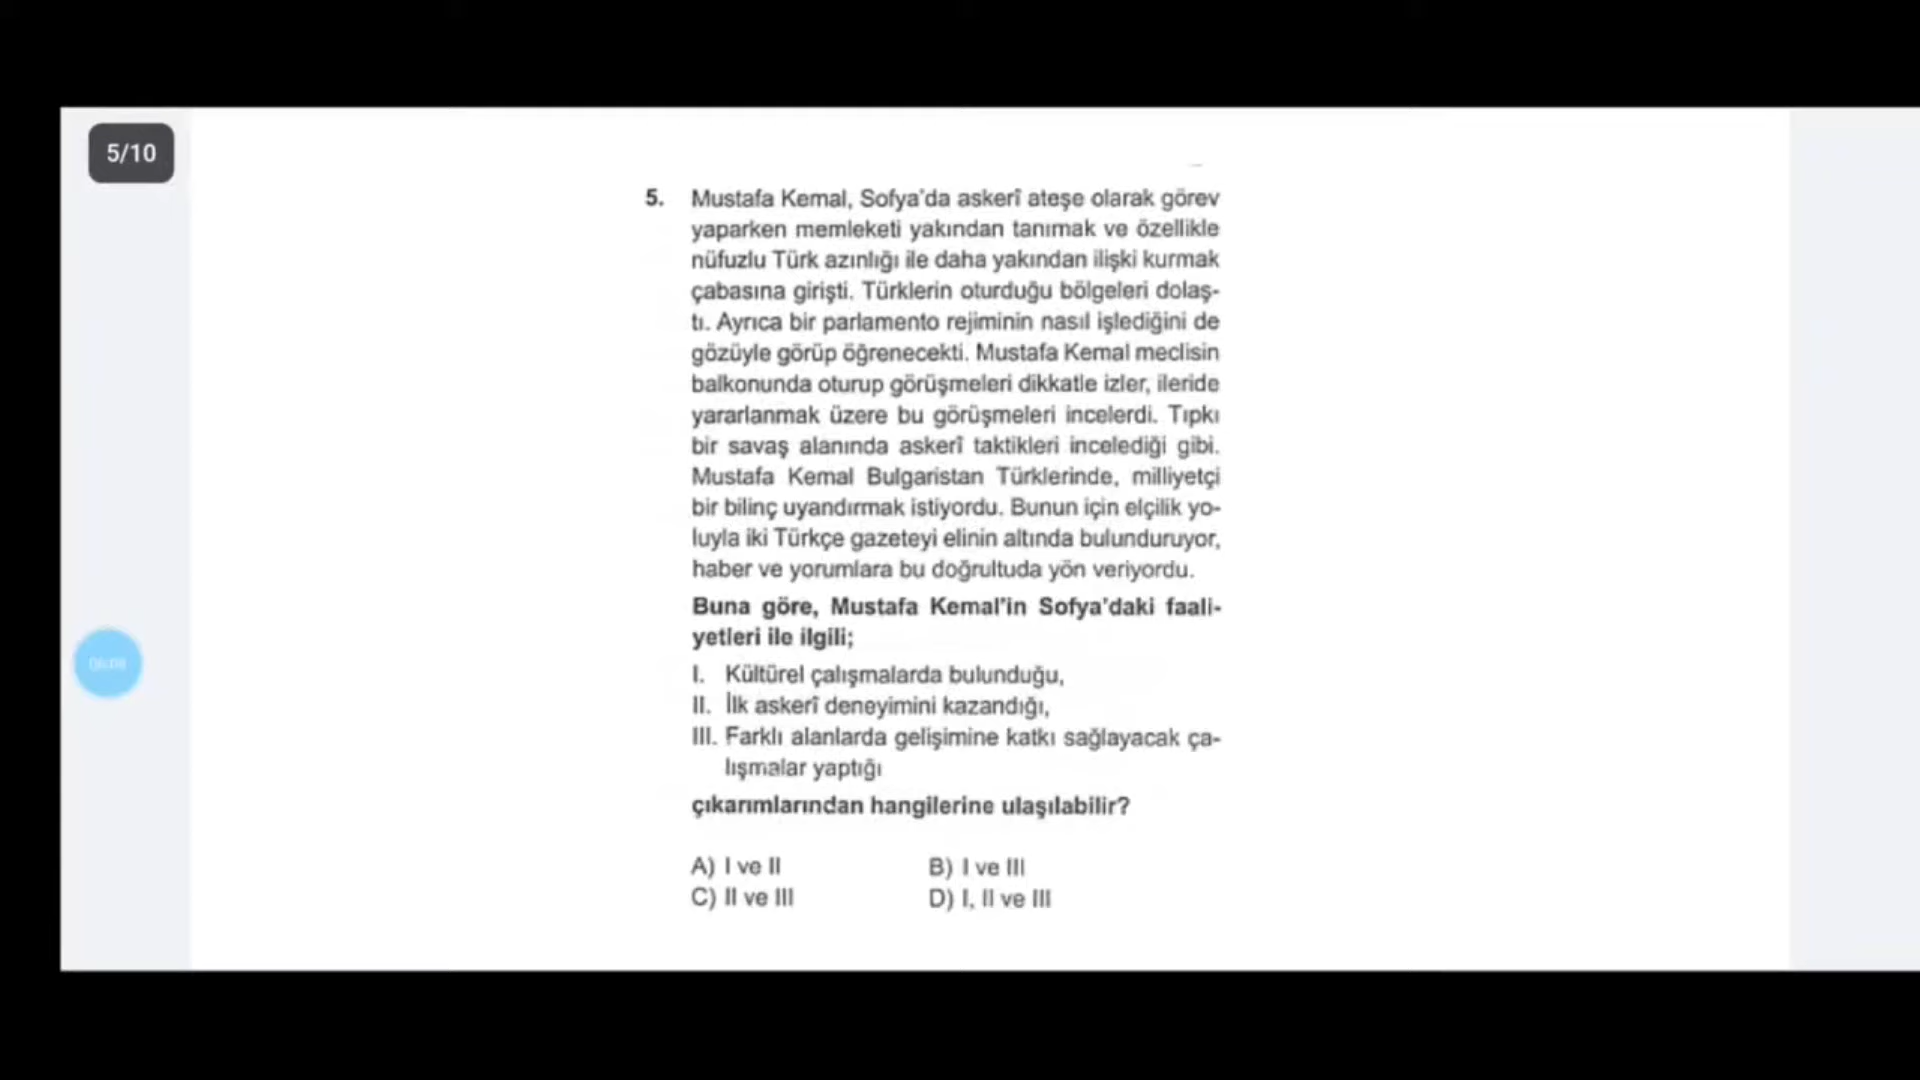 5/10
5. Mustafa Kemal, Sofya'da askerî ateşe olarak görev
yaparken memleketi yakından tanımak ve özellikle
nüfuzlu Türk azınlığı ile daha yakından ilişki kurmak
çabasına girişti. Türklerin oturduğu bölgeleri dolaş-
tı. Ayrıca bir parlamento rejiminin nasıl işlediğini de
gözüyle görüp öğrenecekti. Mustafa Kemal meclisin
balkonunda oturup görüşmeleri dikkatle izler, ileride
yararlanmak üzere bu görüşmeleri incelerdi. Tıpkı
bir savaş alanında askerî taktikleri incelediği gibi.
Mustafa Kemal Bulgaristan Türklerinde, milliyetçi
bir bilinç uyandırmak istiyordu. Bunun için elçilik yo-
luyla iki Türkçe gazeteyi elinin altında bulunduruyor,
haber ve yorumlara bu doğrultuda yön veriyordu.
Buna göre, Mustafa Kemal'in Sofya'daki faali-
yetleri ile ilgili;
I. Kültürel çalışmalarda bulunduğu,
II. İlk askerî deneyimini kazandığı,
III. Farklı alanlarda gelişimine katkı sağlayacak ça-
lışmalar yaptığı
çıkarımlarından hangilerine ulaşılabilir?
A) I ve II B) I ve III
C) II ve III D) I, II ve III